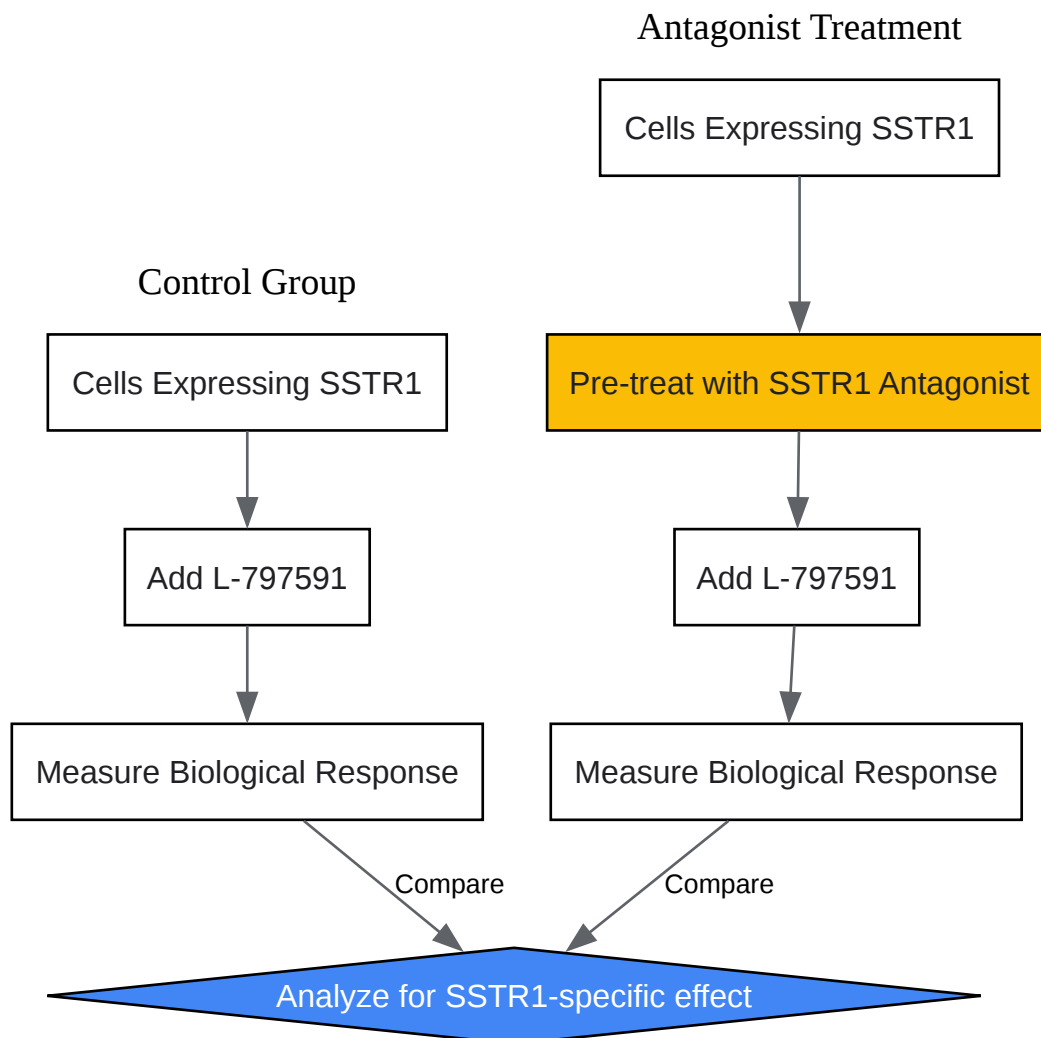 Antagonist Treatment
Cells Expressing SSTR1
Control Group
Cells Expressing SSTR1
Pre-treat with SSTR1 Antagonist
Add L-797591
Add L-797591
Measure Biological Response
Measure Biological Response
Compare
Compare
Analyze for SSTR1-specific effect